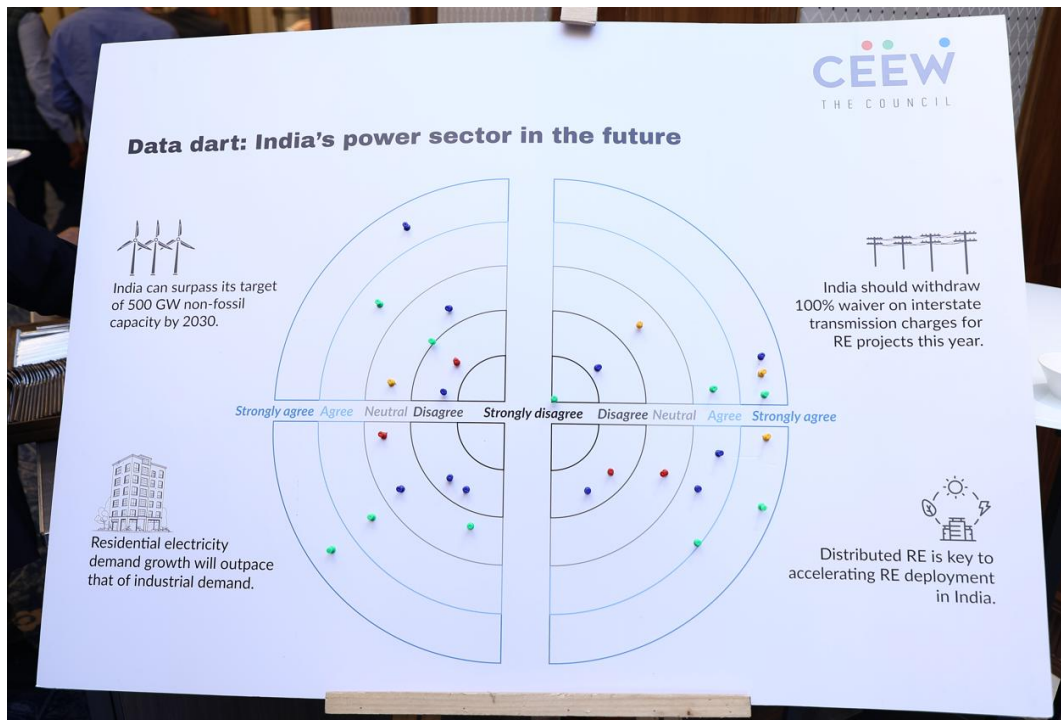 CEEW
THE COUNCIL
Data dart: India's power sector in the future
India can surpass its target
of 500 GW non-fossil
capacity by 2030.
India should withdraw
100% waiver on interstate
transmission charges for
RE projects this year.
Strongly agree Agree Neutral Disagree Strongly disagree Disagree Neutral Agree Strongly agree
Residential electricity
demand growth will outpace
that of industrial demand.
Distributed RE is key to
accelerating RE deployment
in India.